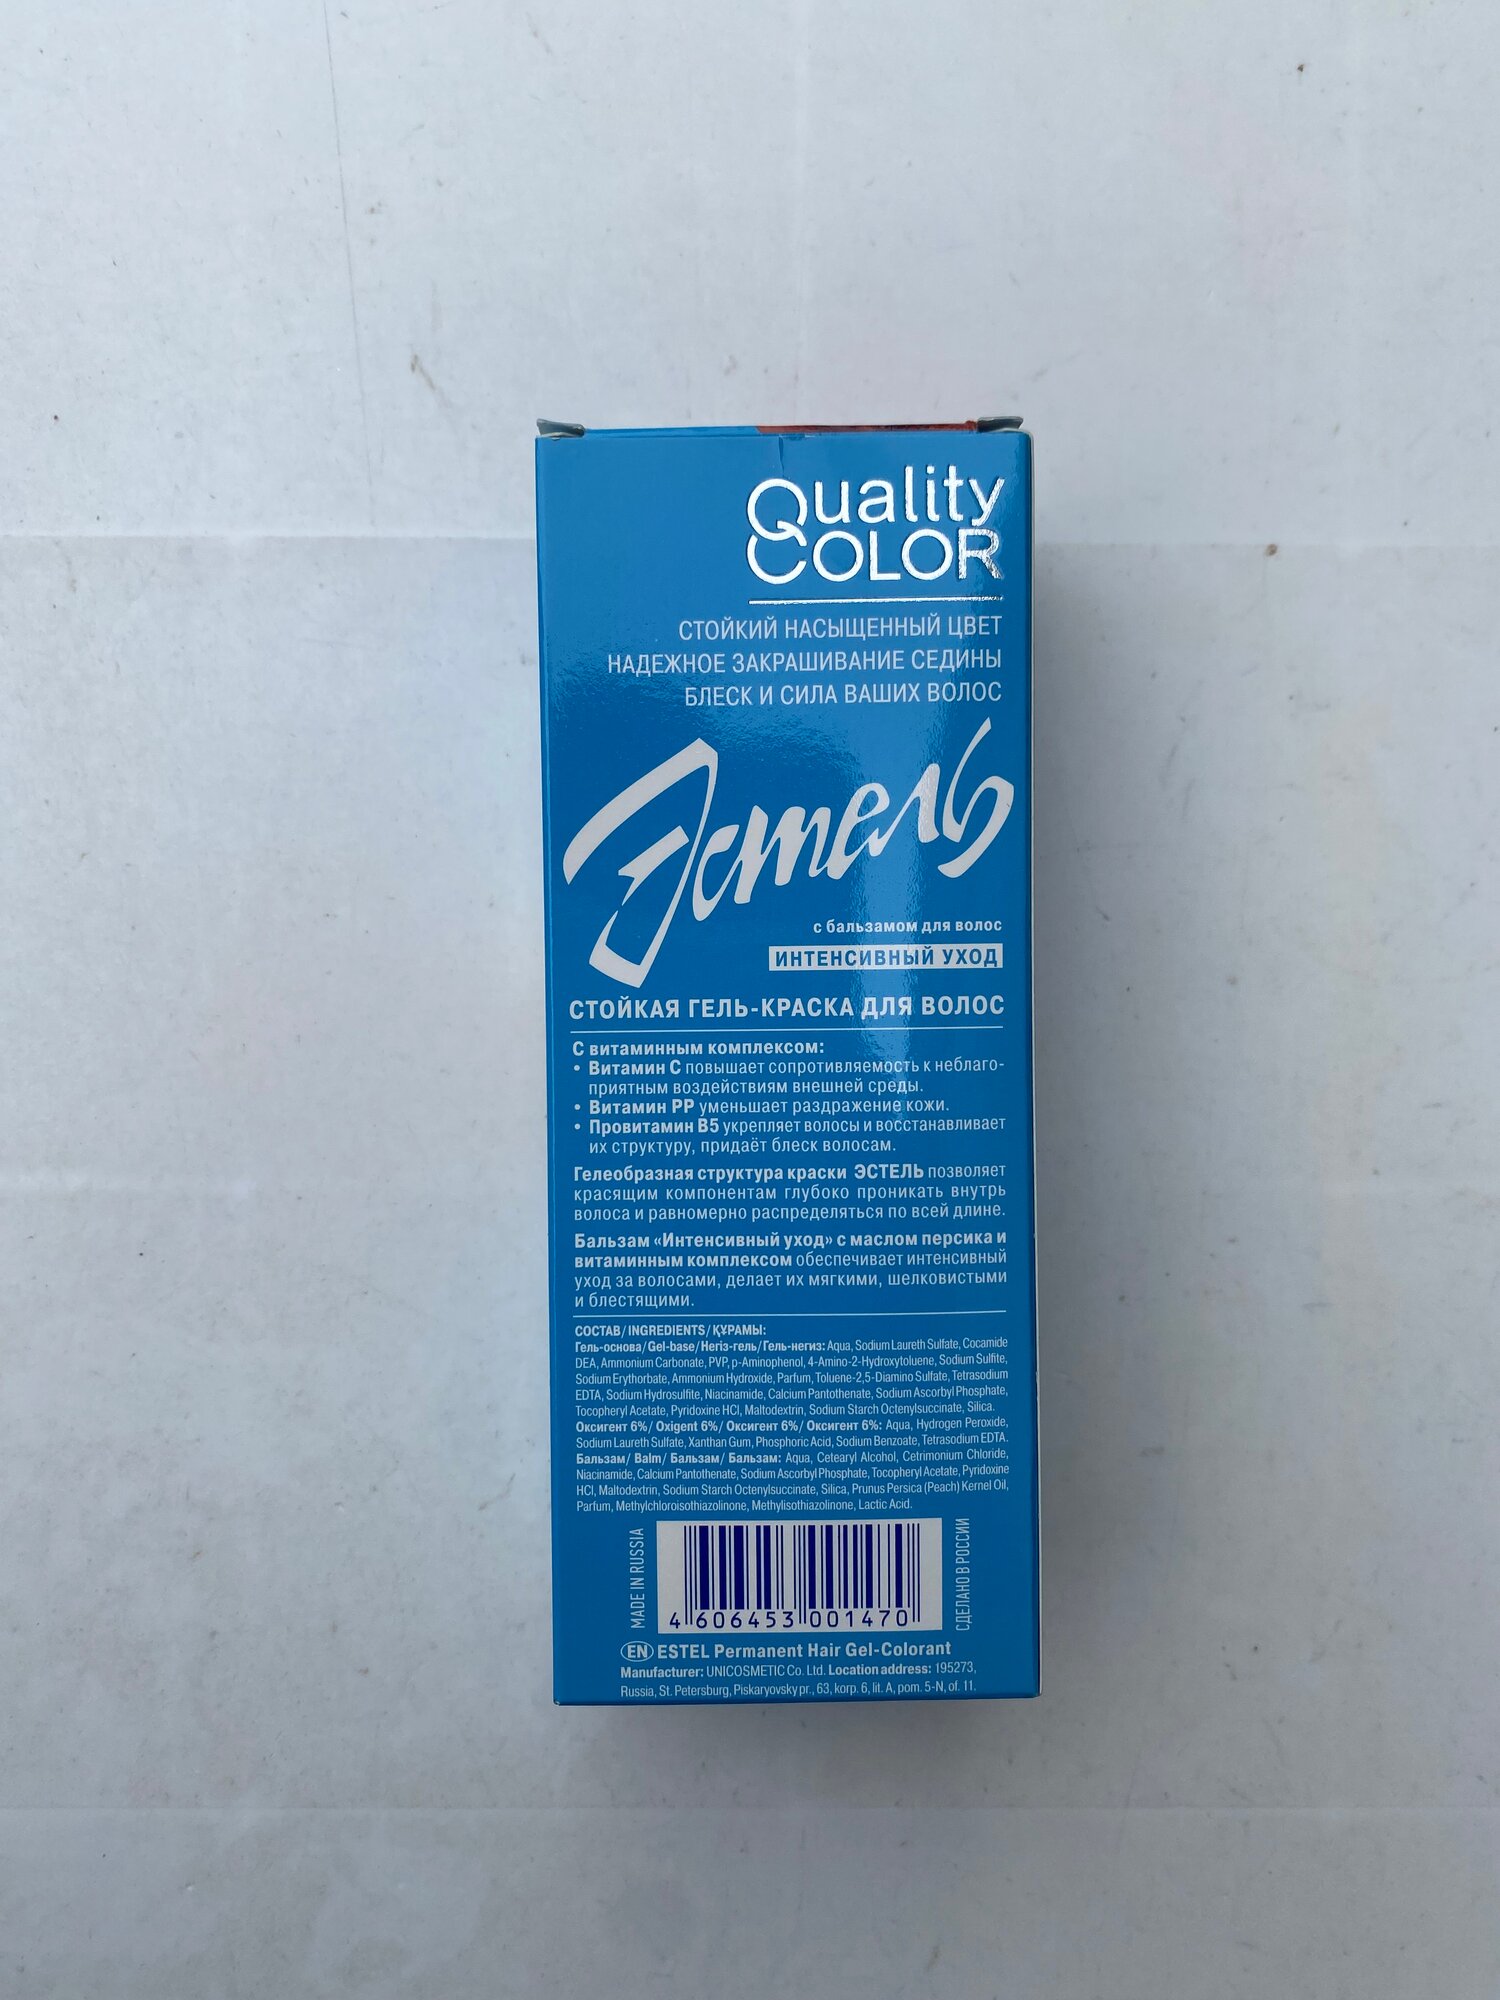 Quality
COLOR
СТОЙКИЙ НАСЫЩЕННЫЙ ЦВЕТ
НАДЕЖНОЕ ЗАКРАШИВАНИЕ СЕДИНЫ
БЛЕСК И СИЛА ВАШИХ ВОЛОС
Эстель
с бальзамом для волос
ИНТЕНСИВНЫЙ УХОД
СТОЙКАЯ ГЕЛЬ-КРАСКА ДЛЯ ВОЛОС
С витаминным комплексом:
• Витамин С повышает сопротивляемость к неблаго-
приятным воздействиям внешней среды.
• Витамин РР уменьшает раздражение кожи.
• Провитамин В5 укрепляет волосы и восстанавливает
их структуру, придаёт блеск волосам.
Гелеобразная структура краски ЭСТЕЛЬ позволяет
красящим компонентам глубоко проникать внутрь
волоса и равномерно распределяться по всей длине.
Бальзам «Интенсивный уход» с маслом персика и
витаминным комплексом обеспечивает интенсивный
уход за волосами, делает их мягкими, шелковистыми
и блестящими.
СОСТАВ/INGREDIENTS/ҚҰРАМЫ:
Гель-основа/Gel-base/Негіз-гель/Гель-негиз: Aqua, Sodium Laureth Sulfate, Cocamide
DEA, Ammonium Carbonate, PVP, p-Aminophenol, 4-Amino-2-Hydroxytoluene, Sodium Sulfite,
Sodium Erythorbate, Ammonium Hydroxide, Parfum, Toluene-2,5-Diamino Sulfate, Tetrasodium
EDTA, Sodium Hydrosulfite, Niacinamide, Calcium Pantothenate, Sodium Ascorbyl Phosphate,
Tocopheryl Acetate, Pyridoxine HCl, Maltodextrin, Sodium Starch Octenylsuccinate, Silica.
Оксигент 6%/ Oxigent 6%/ Оксигент 6%/ Оксигент 6%: Aqua, Hydrogen Peroxide,
Sodium Laureth Sulfate, Xanthan Gum, Phosphoric Acid, Sodium Benzoate, Tetrasodium EDTA.
Бальзам/ Balm/ Бальзам/ Бальзам: Aqua, Cetearyl Alcohol, Cetrimonium Chloride,
Niacinamide, Calcium Pantothenate, Sodium Ascorbyl Phosphate, Tocopheryl Acetate, Pyridoxine
HCl, Maltodextrin, Sodium Starch Octenylsuccinate, Silica, Prunus Persica (Peach) Kernel Oil,
Parfum, Methylchloroisothiazolinone, Methylisothiazolinone, Lactic Acid.
MADE IN RUSSIA
4 606453 001470
СДЕЛАНО В РОССИИ
EN ESTEL Permanent Hair Gel-Colorant
Manufacturer: UNICOSMETIC Co. Ltd. Location address: 195273,
Russia, St. Petersburg, Piskaryovsky pr., 63, korp. 6, lit. A, pom. 5-N, of. 11.